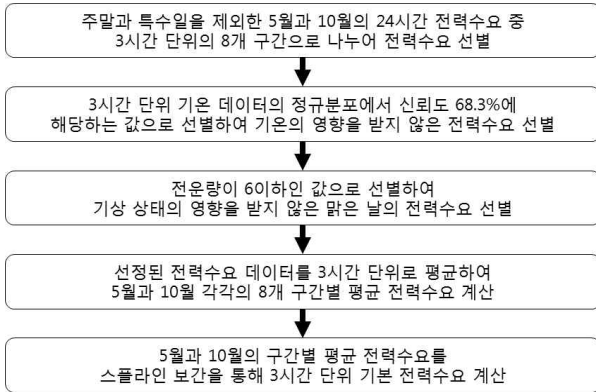 주말과 특수일을 제외한 5월과 10월의 24시간 전력수요 중
3시간 단위의 8개 구간으로 나누어 전력수요 선별
3시간 단위 기온 데이터의 정규분포에서 신뢰도 68.3%에
해당하는 값으로 선별하여 기온의 영향을 받지 않은 전력수요 선별
전운량이 6이하인 값으로 선별하여
기상 상태의 영향을 받지 않은 맑은 날의 전력수요 선별
선정된 전력수요 데이터를 3시간 단위로 평균하여
5월과 10월 각각의 8개 구간별 평균 전력수요 계산
5월과 10월의 구간별 평균 전력수요를
스플라인 보간을 통해 3시간 단위 기본 전력수요 계산